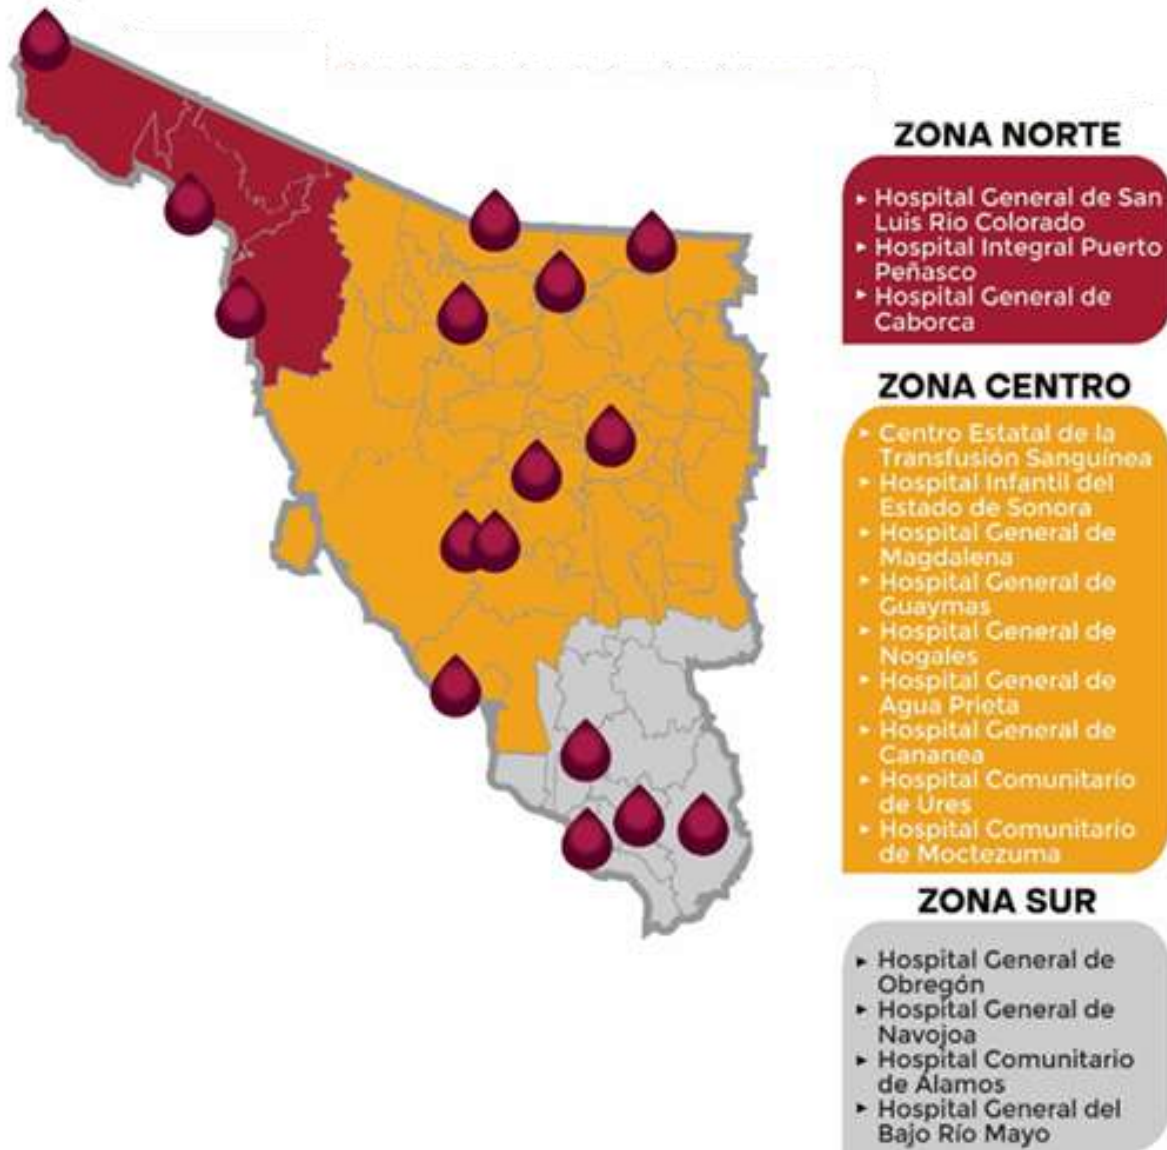 ZONA NORTE
▸ Hospital General de San
Luis Rio Colorado
▸ Hospital Integral Puerto
Peñasco
▸ Hospital General de
Caborca
ZONA CENTRO
▸ Centro Estatal de la
Transfusión Sanguínea
▸ Hospital Infantil del
Estado de Sonora
▸ Hospital General de
Magdalena
▸ Hospital General de
Guaymas
▸ Hospital General de
Nogales
▸ Hospital General de
Agua Prieta
▸ Hospital General de
Cananea
▸ Hospital Comunitario
de Ures
▸ Hospital Comunitario
de Moctezuma
ZONA SUR
▸ Hospital General de
Obregón
▸ Hospital General de
Navojoa
▸ Hospital Comunitario
de Álamos
▸ Hospital General del
Bajo Río Mayo